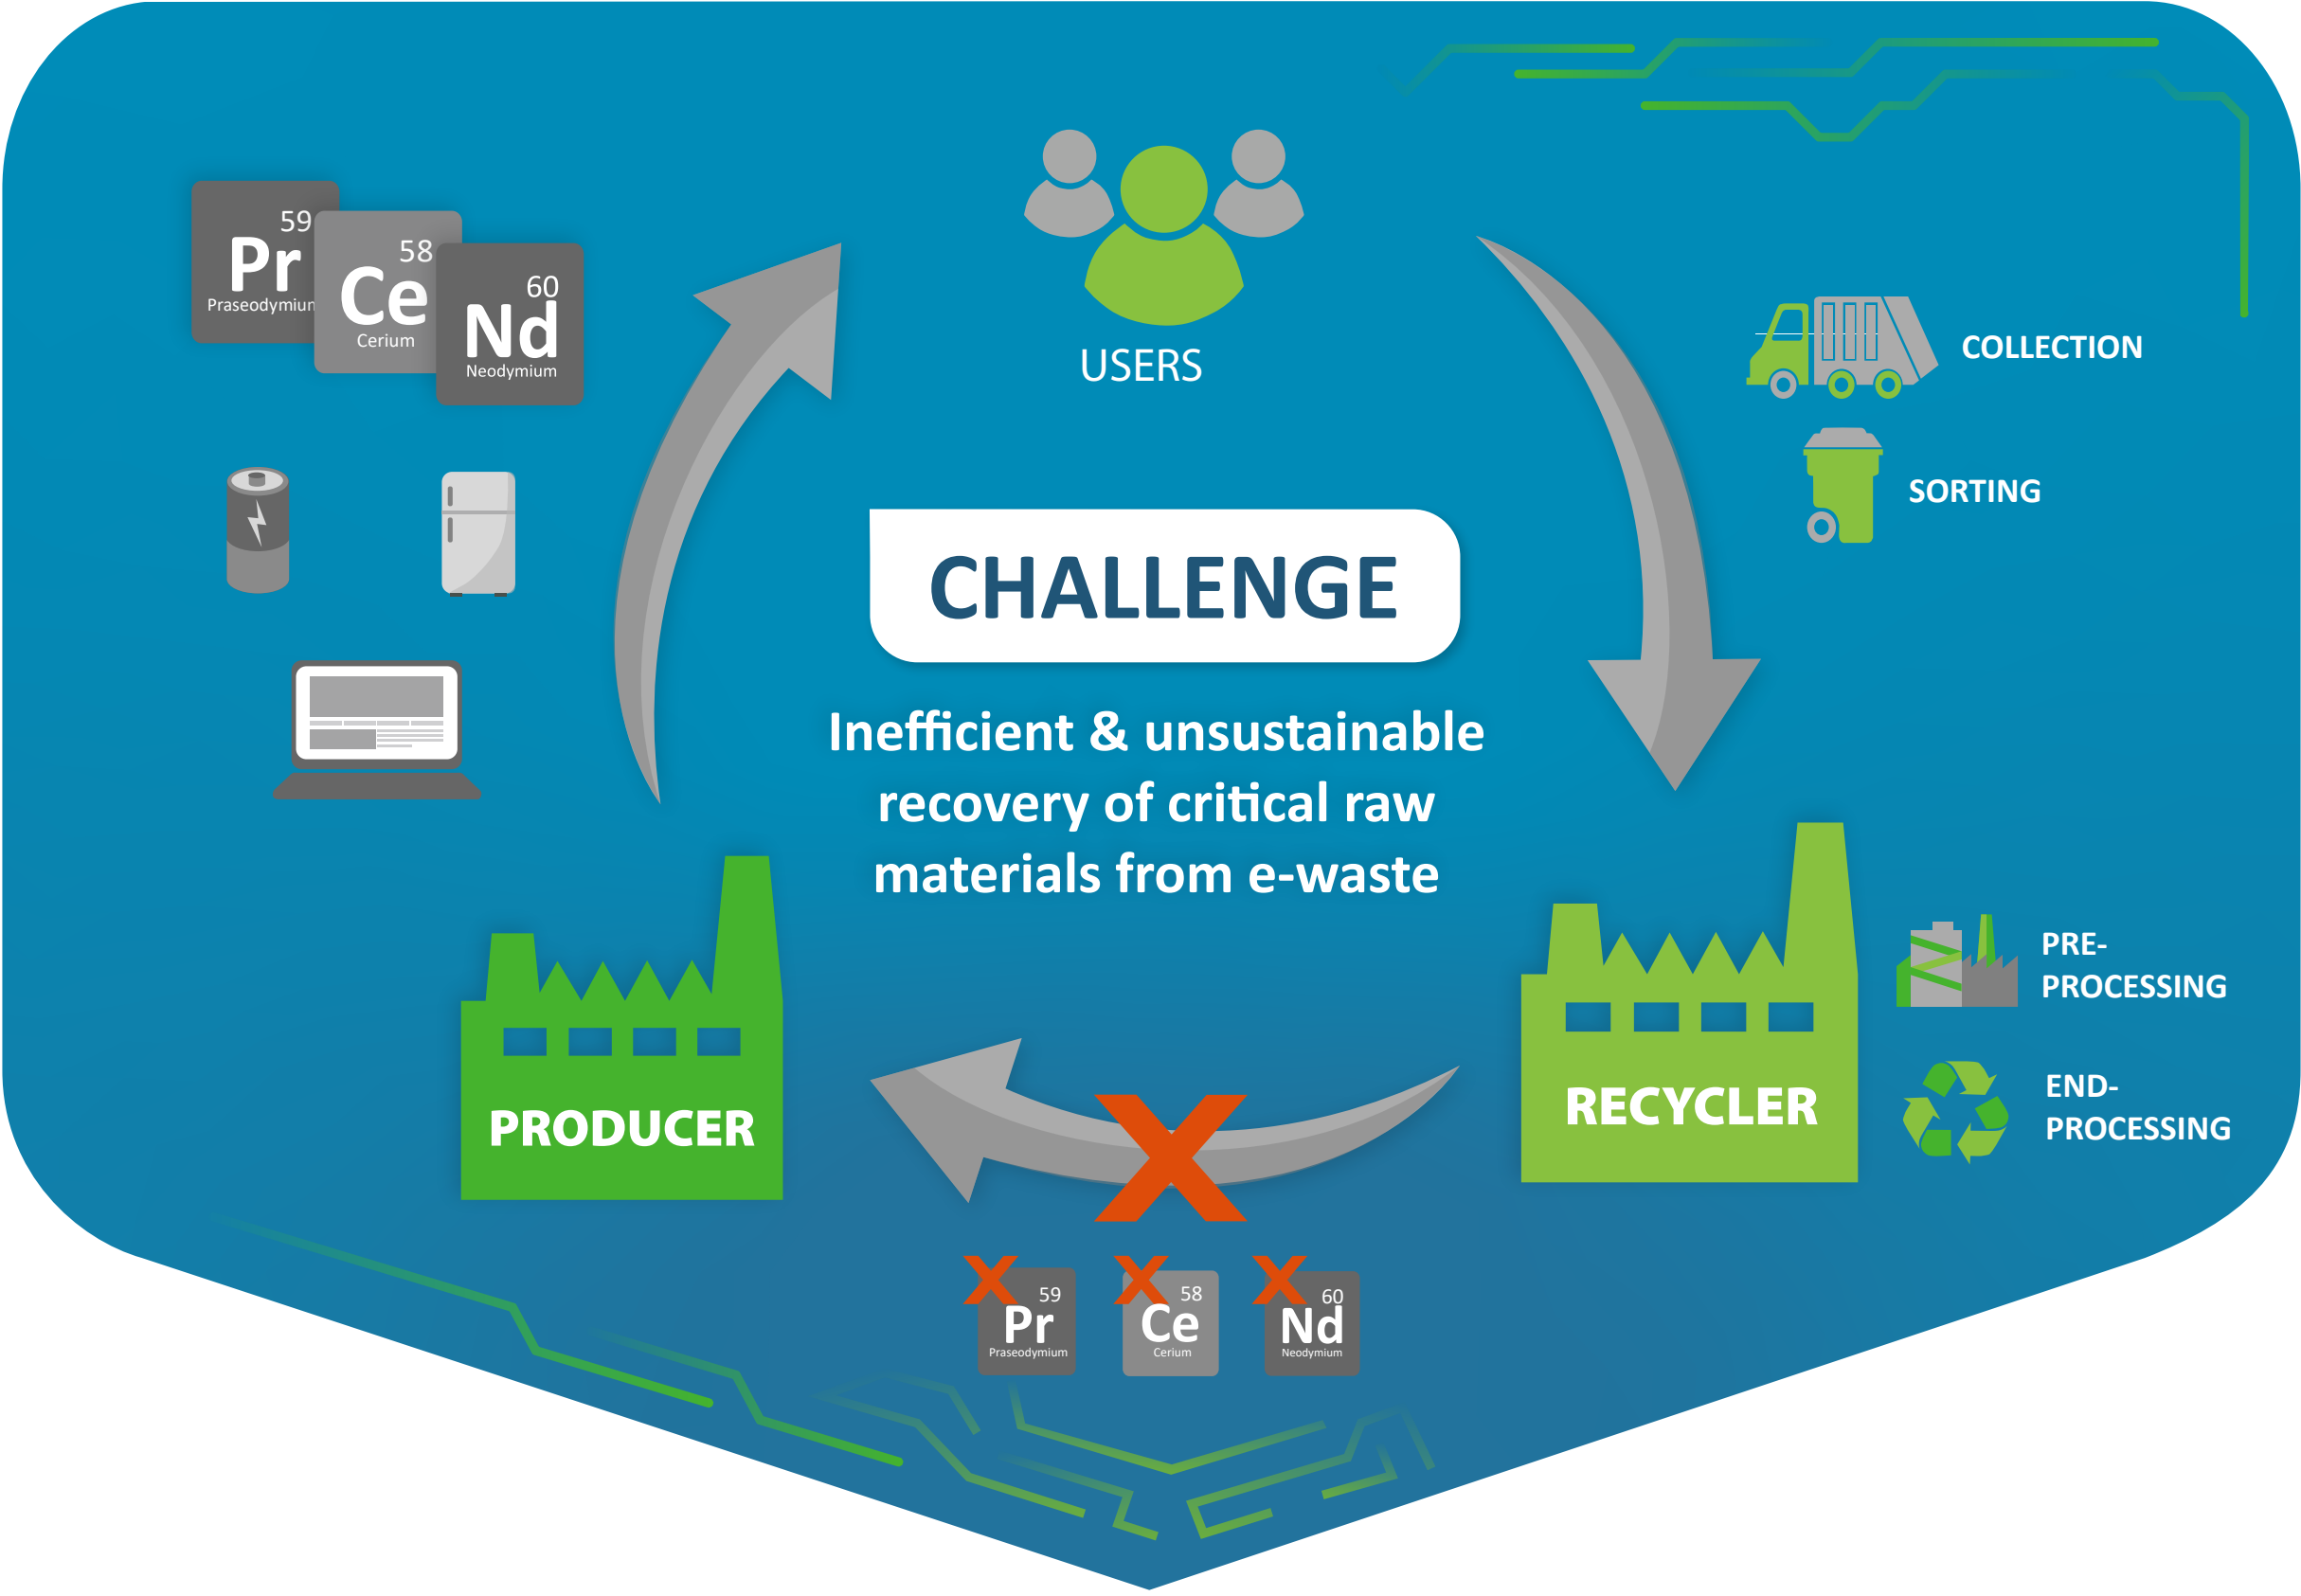 59
Pr
Praseodymium
58
Ce
Cerium
60
Nd
Neodymium
USERS
COLLECTION
SORTING
CHALLENGE
Inefficient & unsustainable
recovery of critical raw
materials from e-waste
PRODUCER
RECYCLER
PRE-
PROCESSING
END-
PROCESSING
59
Pr
Praseodymium
58
Ce
Cerium
60
Nd
Neodymium